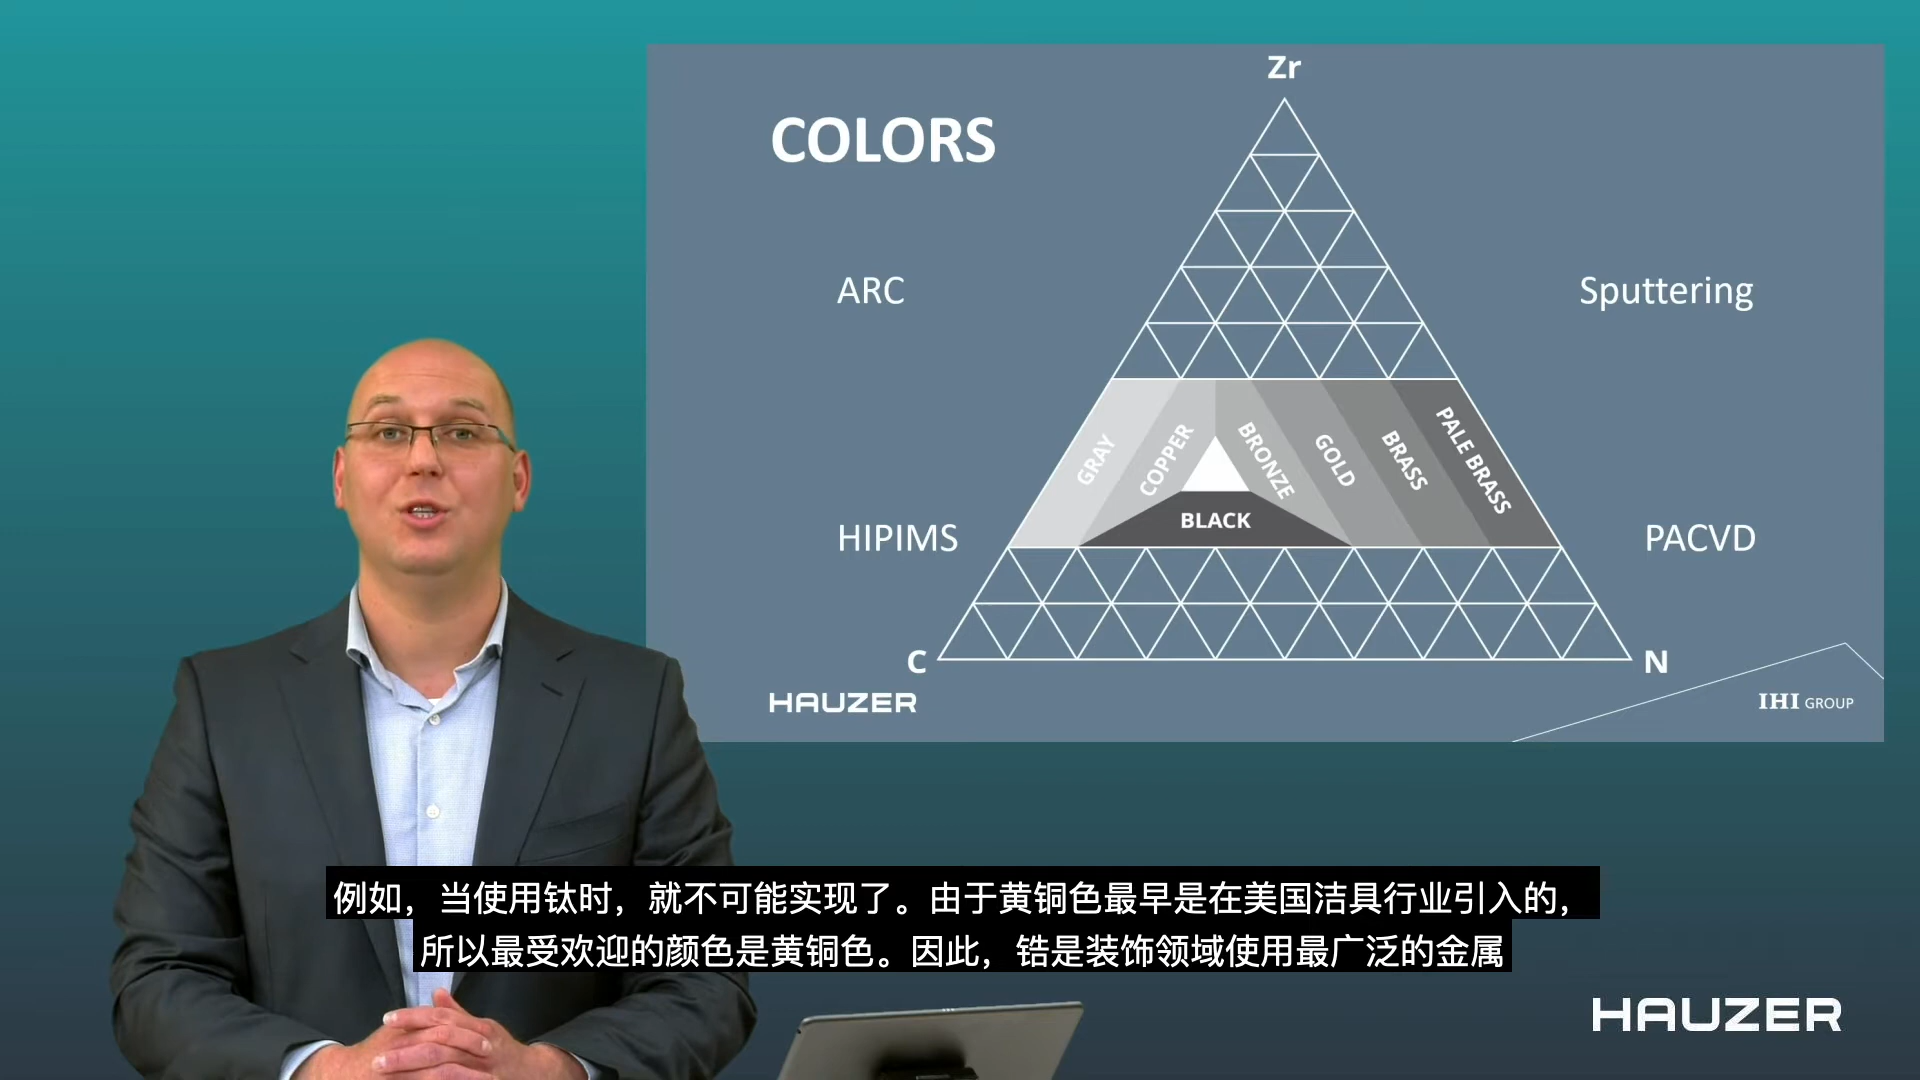 Zr
COLORS
ARC
Sputtering
GRAY
COPPER
BRONZE
GOLD
BRASS
PALE BRASS
BLACK
HIPIMS
PACVD
C
N
HAUZER
IHI GROUP
例如，当使用钛时，就不可能实现了。由于黄铜色最早是在美国洁具行业引入的，
所以最受欢迎的颜色是黄铜色。因此，锆是装饰领域使用最广泛的金属
HAUZER